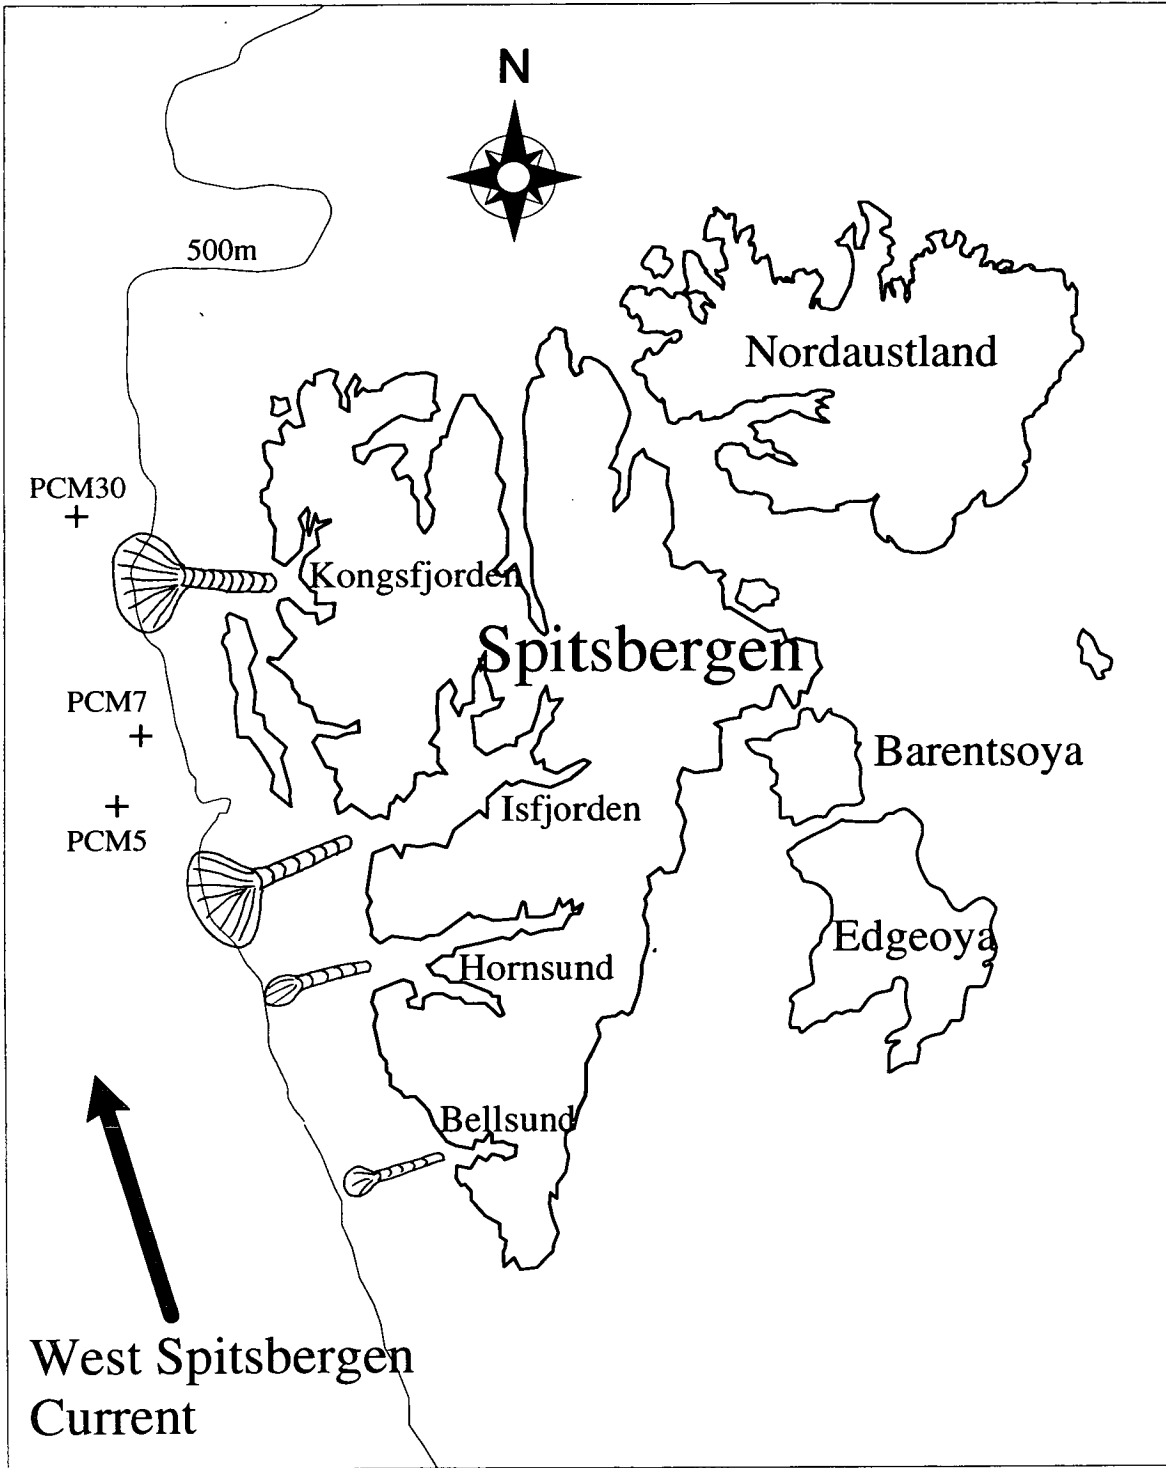 N
500m
Nordaustland
PCM30
Kongsfjorden
Spitsbergen
PCM7
Barentsoya
Isfjorden
PCM5
Edgeoya
Hornsund
Bellsund
West Spitsbergen
Current